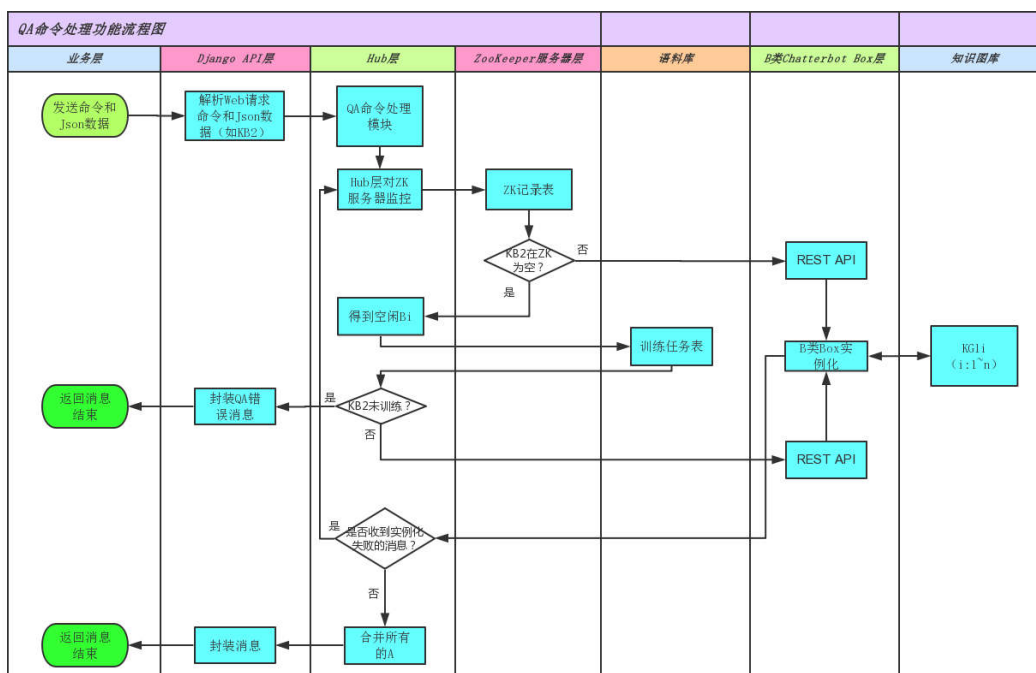 QA命令处理功能流程图
业务层
Django API层
Hub层
ZooKeeper服务器层
语料库
B类Chatterbot Box层
知识图库
发送命令和
Json数据
解析Web请求
命令和Json数
据（如KB2）
QA命令处理
模块
Hub层对ZK
服务器监控
ZK记录表
KB2在ZK
为空？
否
REST API
是
得到空闲Bi
训练任务表
B类Box实
例化
KG1i
（i:1~n）
返回消息
结束
封装QA错
误消息
是
KB2未训练？
否
REST API
是
是否收到实例化
失败的消息？
否
返回消息
结束
封装消息
合并所有
的A